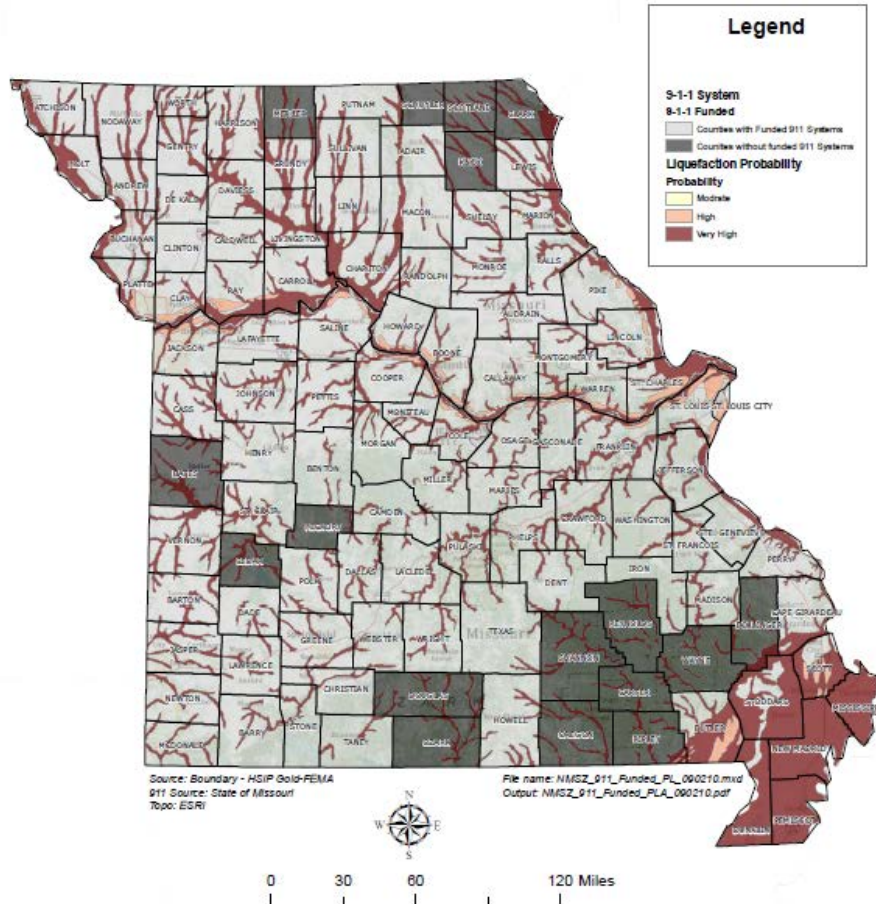 Legend
9-1-1 System
9-1-1 Funded
Counties with Funded 911 Systems
Counties without funded 911 Systems
Liquefaction Probability
Probability
Modrate
High
Very High
ATCHISON
NODAWAY
WORTH
HARRISON
MERCER
PUTNAM
SCHUYLER
SCOTLAND
CLARK
HOLT
GENTRY
GRUNDY
SULLIVAN
ADAIR
KNOX
LEWIS
ANDREW
DE KALB
DAVIESS
LINN
MACON
SHELBY
MARION
BUCHANAN
CLINTON
CALDWELL
LIVINGSTON
CHARITON
RANDOLPH
MONROE
RALLS
PLATTE
CLAY
RAY
CARROLL
PIKE
AUDRAIN
JACKSON
LAFAYETTE
SALINE
HOWARD
BOONE
CALLAWAY
MONTGOMERY
LINCOLN
WARREN
ST. CHARLES
ST. LOUIS
ST. LOUIS CITY
CASS
JOHNSON
PETTIS
COOPER
MONITEAU
COLE
OSAGE
GASCONADE
FRANKLIN
JEFFERSON
BATES
HENRY
BENTON
MORGAN
MILLER
MARIES
VERNON
ST. CLAIR
HICKORY
CAMDEN
PULASKI
PHELPS
CRAWFORD
WASHINGTON
STE. GENEVIEVE
ST. FRANCOIS
PERRY
BARTON
CEDAR
POLK
DALLAS
LACLEDE
DENT
IRON
MADISON
BOLLINGER
CAPE GIRARDEAU
JASPER
DADE
GREENE
WEBSTER
WRIGHT
TEXAS
Missouri
SHANNON
REYNOLDS
WAYNE
SCOTT
NEWTON
LAWRENCE
CHRISTIAN
DOUGLAS
HOWELL
CARTER
BUTLER
STODDARD
MISSISSIPPI
MCDONALD
BARRY
STONE
TANEY
OZARK
OREGON
RIPLEY
NEW MADRID
DUNKLIN
PEMISCOT
Source: Boundary - HSIP Gold-FEMA
911 Source: State of Missouri
Topo: ESRI
File name: NMSZ_911_Funded_PL_090210.mxd
Output: NMSZ_911_Funded_PLA_090210.pdf
N
W E
S
0 30 60 120 Miles